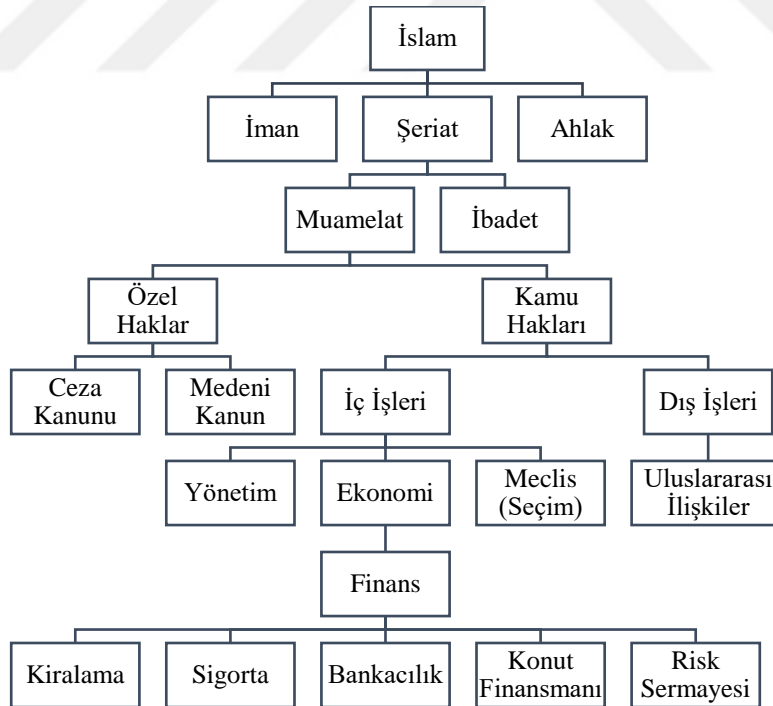 İslam
İman
Şeriat
Ahlak
Muamelat
İbadet
Özel
Haklar
Kamu
Hakları
Ceza
Kanunu
Medeni
Kanun
İç İşleri
Dış İşleri
Yönetim
Ekonomi
Meclis
(Seçim)
Uluslararası
İlişkiler
Finans
Kiralama
Sigorta
Bankacılık
Konut
Finansmanı
Risk
Sermayesi